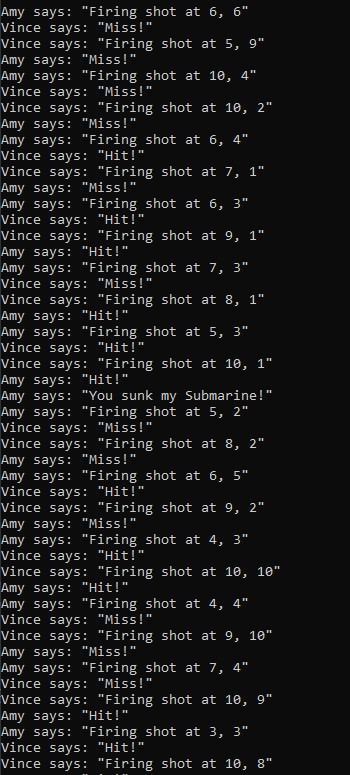 Amy says: "Firing shot at 6, 6"
Vince says: "Miss!"
Vince says: "Firing shot at 5, 9"
Amy says: "Miss!"
Amy says: "Firing shot at 10, 4"
Vince says: "Miss!"
Vince says: "Firing shot at 10, 2"
Amy says: "Miss!"
Amy says: "Firing shot at 6, 4"
Vince says: "Hit!"
Vince says: "Firing shot at 7, 1"
Amy says: "Miss!"
Amy says: "Firing shot at 6, 3"
Vince says: "Hit!"
Vince says: "Firing shot at 9, 1"
Amy says: "Hit!"
Amy says: "Firing shot at 7, 3"
Vince says: "Miss!"
Vince says: "Firing shot at 8, 1"
Amy says: "Hit!"
Amy says: "Firing shot at 5, 3"
Vince says: "Hit!"
Vince says: "Firing shot at 10, 1"
Amy says: "Hit!"
Amy says: "You sunk my Submarine!"
Amy says: "Firing shot at 5, 2"
Vince says: "Miss!"
Vince says: "Firing shot at 8, 2"
Amy says: "Miss!"
Amy says: "Firing shot at 6, 5"
Vince says: "Hit!"
Vince says: "Firing shot at 9, 2"
Amy says: "Miss!"
Amy says: "Firing shot at 4, 3"
Vince says: "Hit!"
Vince says: "Firing shot at 10, 10"
Amy says: "Hit!"
Amy says: "Firing shot at 4, 4"
Vince says: "Miss!"
Vince says: "Firing shot at 9, 10"
Amy says: "Miss!"
Amy says: "Firing shot at 7, 4"
Vince says: "Miss!"
Vince says: "Firing shot at 10, 9"
Amy says: "Hit!"
Amy says: "Firing shot at 3, 3"
Vince says: "Hit!"
Vince says: "Firing shot at 10, 8"